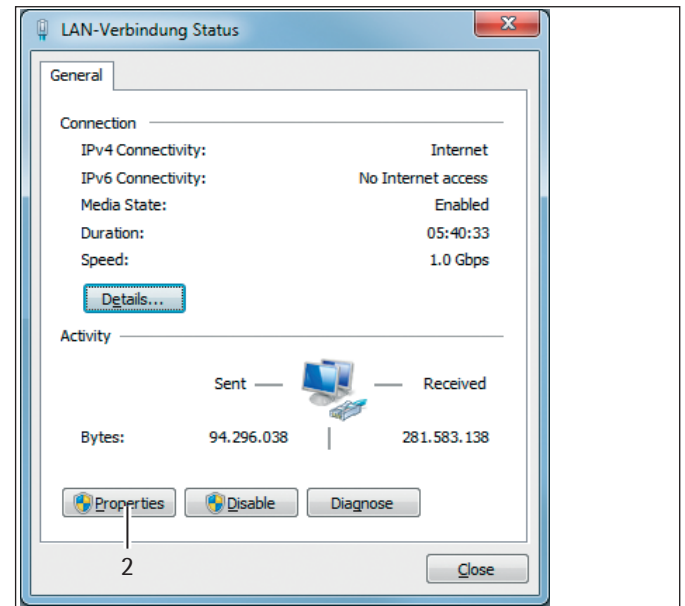 LAN-Verbindung Status
General
Connection
IPv4 Connectivity: Internet
IPv6 Connectivity: No Internet access
Media State: Enabled
Duration: 05:40:33
Speed: 1.0 Gbps
Details...
Activity
Sent Received
Bytes: 94.296.038 281.583.138
Properties Disable Diagnose
2
Close